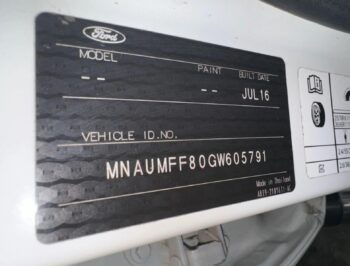 Ford
MODEL
PAINT
BUILT DATE
-- -- JUL16
VEHICLE ID.NO.
MNAUMFF80GW605791
Made in Thailand